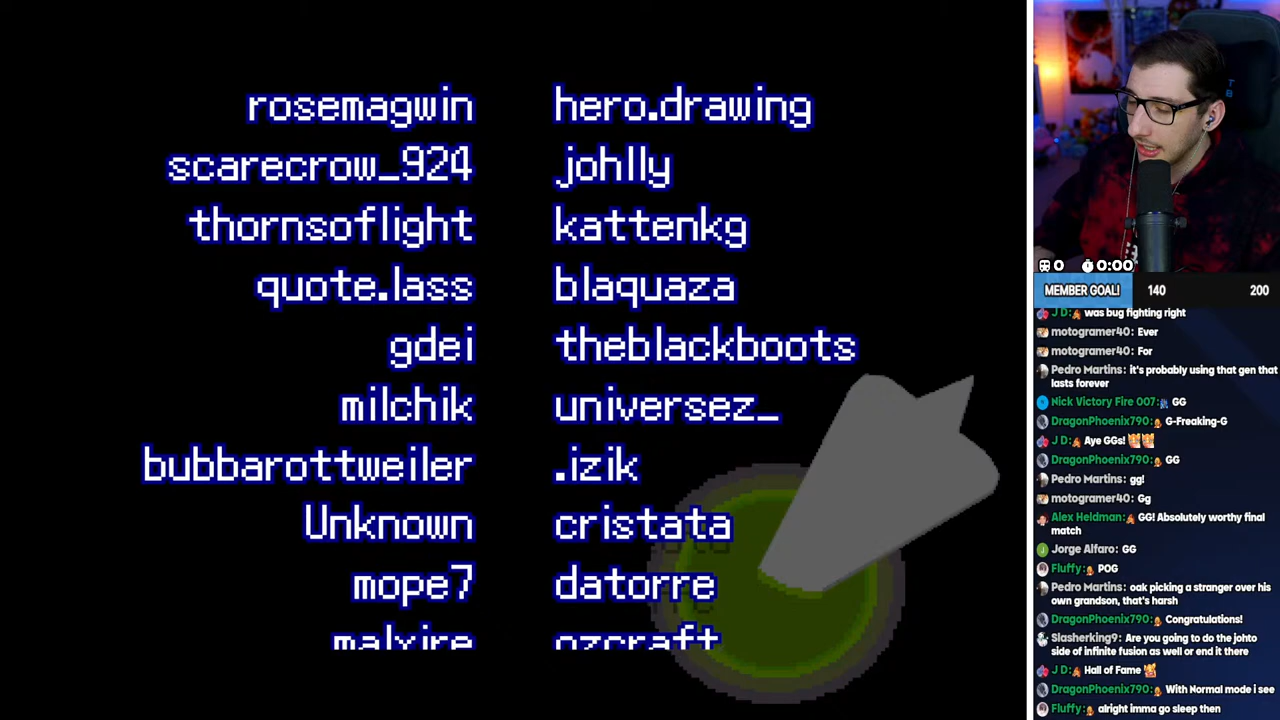 rosemagwin hero.drawing
scarecrow_924 johlly
thornsoflight kattenkg
quote.lass blaquaza
gdei theblackboots
milchik universez_
bubbarottweiler .izik
Unknown cristata
mope7 datorre
0 0:00
MEMBER GOAL! 140 200
J D: was bug fighting right
motogramer40: Ever
motogramer40: For
Pedro Martins: it's probably using that gen that
lasts forever
Nick Victory Fire 007: GG
DragonPhoenix790: G-Freaking-G
J D: Aye GGs!
DragonPhoenix790: GG
Pedro Martins: gg!
motogramer40: Gg
Alex Heldman: GG! Absolutely worthy final
match
Jorge Alfaro: GG
Fluffy: POG
Pedro Martins: oak picking a stranger over his
own grandson, that's harsh
DragonPhoenix790: Congratulations!
Slasherking9: Are you going to do the johto
side of infinite fusion as well or end it there
J D: Hall of Fame
DragonPhoenix790: With Normal mode i see
Fluffy: alright imma go sleep then